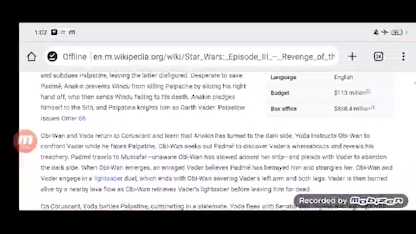 1:02
Offline en.m.wikipedia.org/wiki/Star_Wars:_Episode_III_–_Revenge_of_th 24
and subdues Palpatine, leaving the latter disfigured. Desperate to save
Padmé, Anakin prevents Windu from killing Palpatine by slicing his right
hand off, who then sends Windu falling to his death. Anakin pledges
himself to the Sith, and Palpatine knights him as Darth Vader. Palpatine
issues Order 66
Language English
Budget $113 million
Box office million
Obi-Wan and Yoda return to Coruscant and learn that Anakin has turned to the dark side. Yoda instructs Obi-Wan to
confront Vader while he faces Palpatine. Obi-Wan seeks out Padmé to discover Vader's whereabouts and reveals his
treachery. Padmé travels to Mustafar—unaware Obi-Wan has stowed aboard her ship—and pleads with Vader to abandon
the dark side. When Obi-Wan emerges, an enraged Vader believes Padmé has betrayed him and strangles her. Obi-Wan and
Vader engage in a lightsaber duel, which ends with Obi-Wan severing Vader's left arm and both legs. Vader is then burned
alive by a nearby lava flow as Obi-Wan retrieves Vader's lightsaber before leaving him for dead.
On Coruscant, Yoda battles Palpatine, culminating in a stalemate. Yoda flees with Senator
Recorded by mobizen